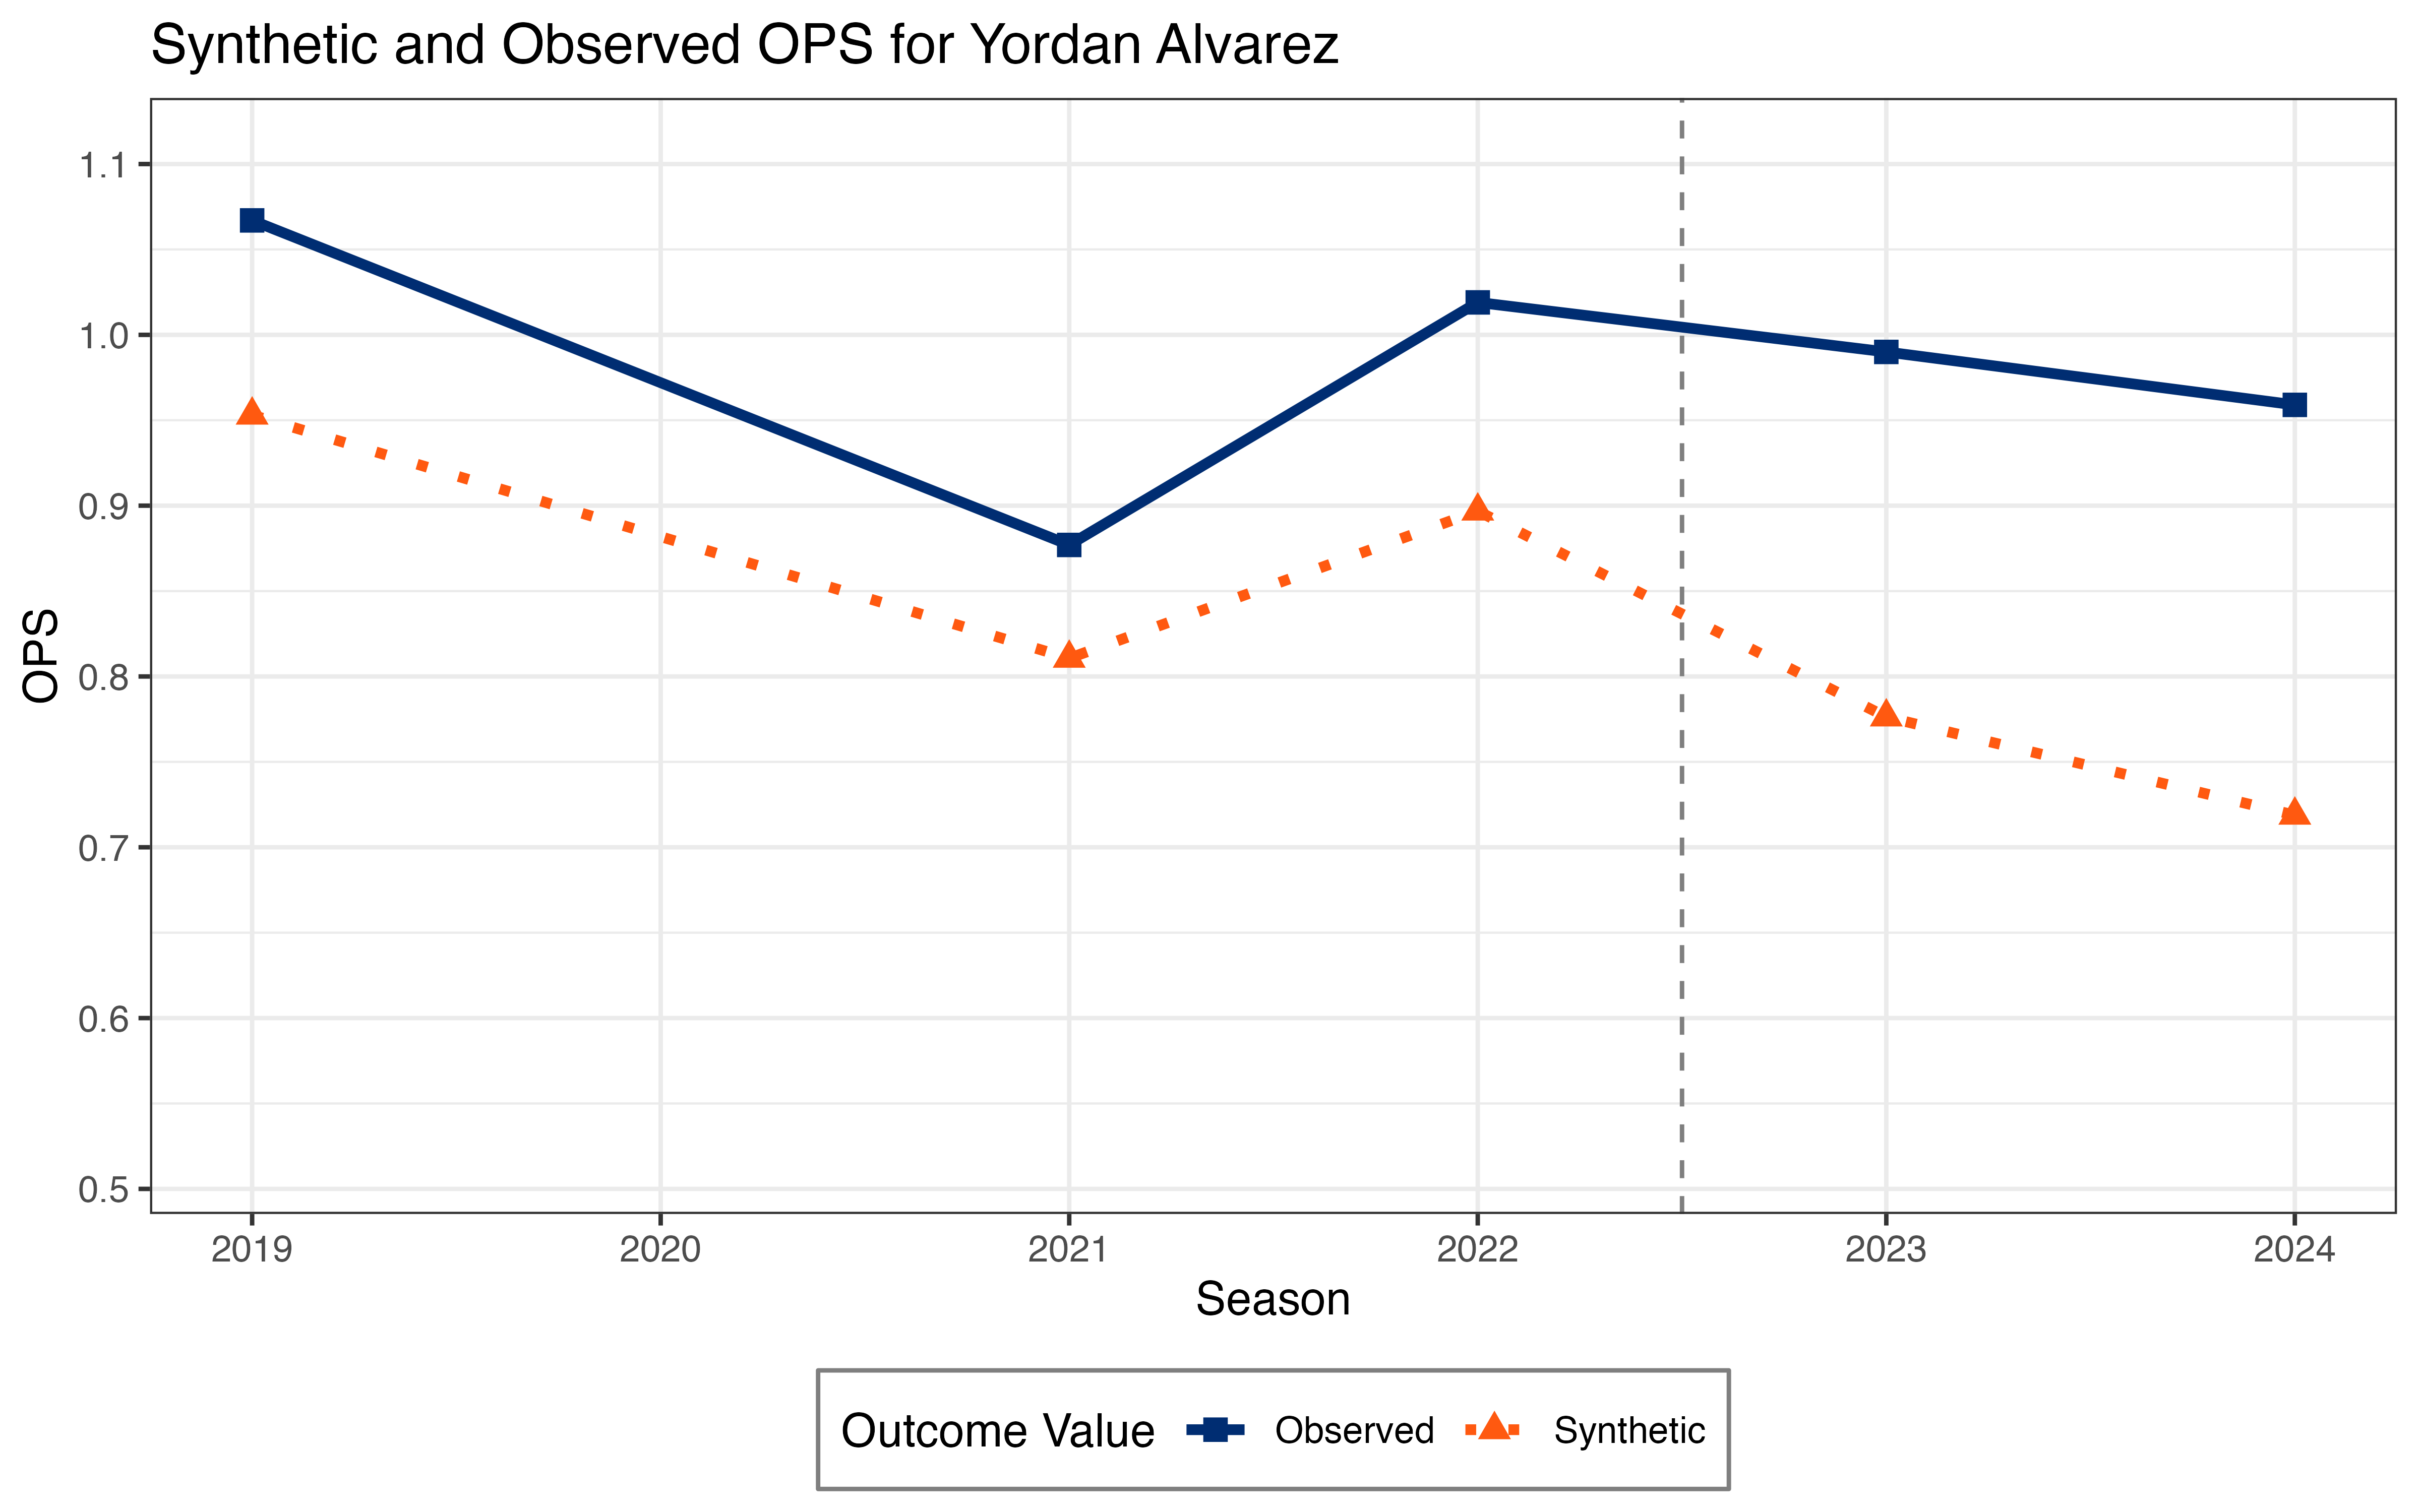 Synthetic and Observed OPS for Yordan Alvarez
1.1
1.0
0.9
0.8
0.7
0.6
0.5
OPS
2019 2020 2021 2022 2023 2024
Season
Outcome Value Observed Synthetic